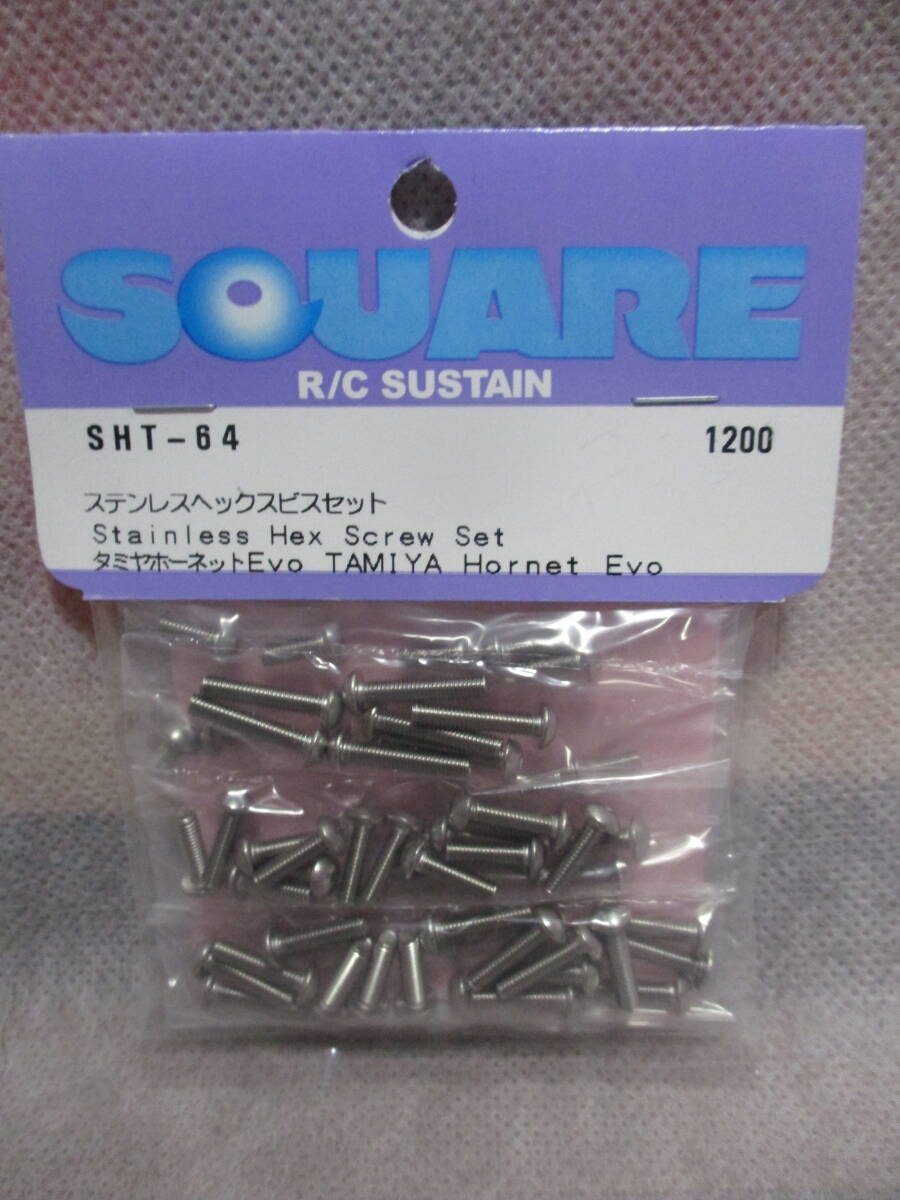 SQUARE
R/C SUSTAIN
SHT-64 1200
ステンレスヘックスビスセット
Stainless Hex Screw Set
タミヤホーネットEvo TAMIYA Hornet Evo